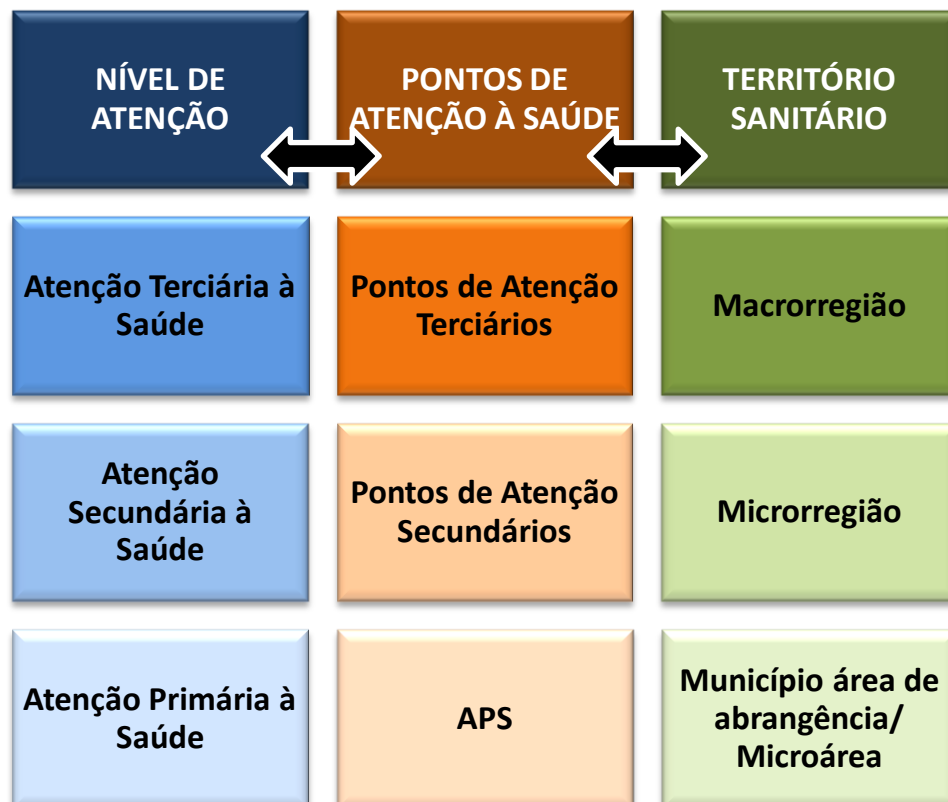 NÍVEL DE
ATENÇÃO
PONTOS DE
ATENÇÃO À SAÚDE
TERRITÓRIO
SANITÁRIO
Atenção Terciária à
Saúde
Pontos de Atenção
Terciários
Macrorregião
Atenção
Secundária à
Saúde
Pontos de Atenção
Secundários
Microrregião
Atenção Primária à
Saúde
APS
Município área de
abrangência/
Microárea